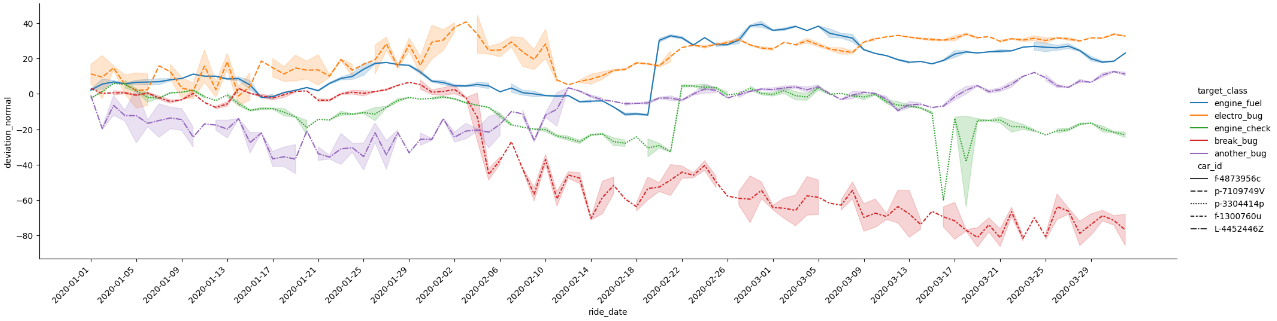 deviation_normal
40
20
0
−20
−40
−60
−80
2020-01-01
2020-01-05
2020-01-09
2020-01-13
2020-01-17
2020-01-21
2020-01-25
2020-01-29
2020-02-02
2020-02-06
2020-02-10
2020-02-14
2020-02-18
2020-02-22
2020-02-26
2020-03-01
2020-03-05
2020-03-09
2020-03-13
2020-03-17
2020-03-21
2020-03-25
2020-03-29
ride_date
target_class
engine_fuel
electro_bug
engine_check
break_bug
another_bug
car_id
f-4873956c
p-7109749V
p-3304414p
f-1300760u
L-4452446Z